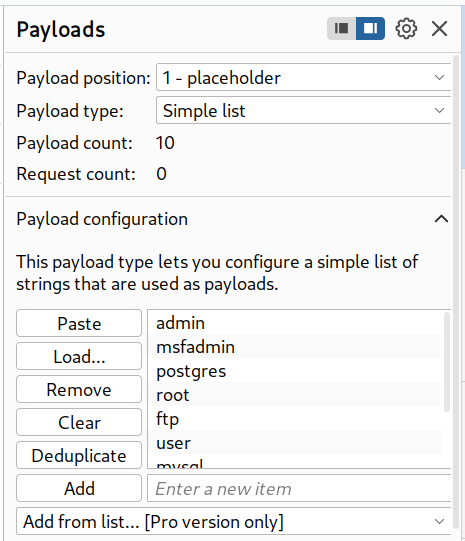 Payloads
Payload position: 1 - placeholder
Payload type: Simple list
Payload count: 10
Request count: 0
Payload configuration
This payload type lets you configure a simple list of
strings that are used as payloads.
Paste
Load...
Remove
Clear
Deduplicate
admin
msfadmin
postgres
root
ftp
user
mysql
Add
Enter a new item
Add from list... [Pro version only]